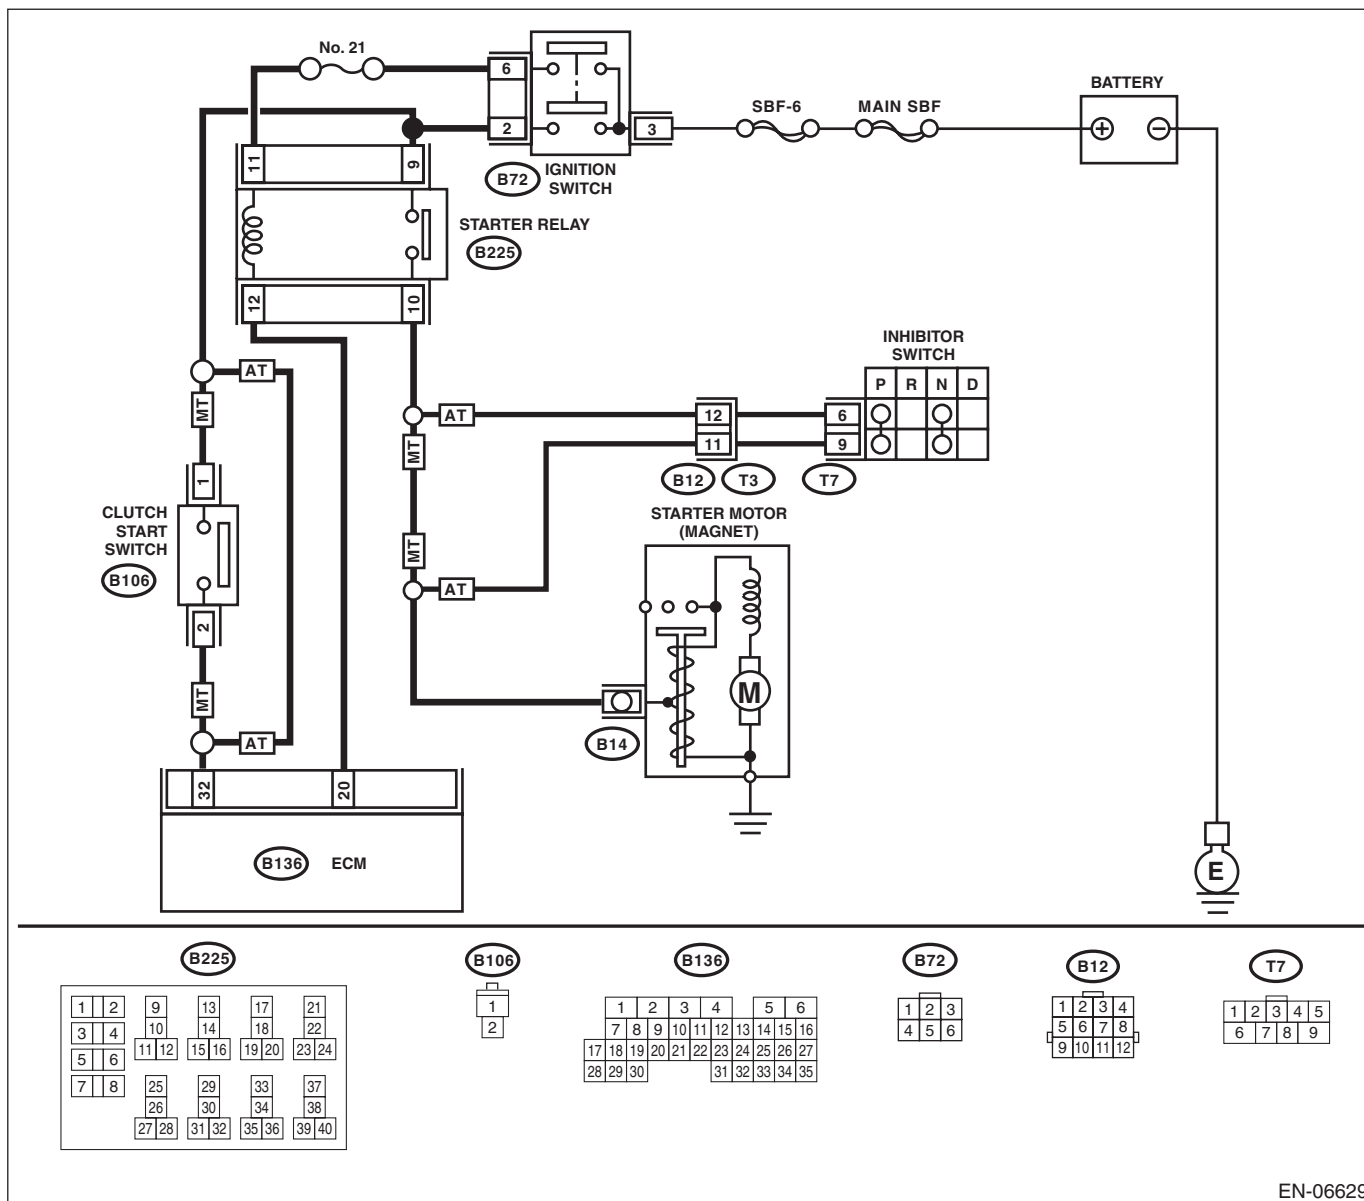 No. 21
6
2
3
B72
IGNITION
SWITCH
SBF-6
MAIN SBF
BATTERY
+
−
11
9
STARTER RELAY
B225
12
10
AT
MT
1
CLUTCH
START
SWITCH
B106
2
MT
AT
32
20
B136
ECM
AT
MT
MT
AT
12
11
B12
T3
6
9
T7
INHIBITOR
SWITCH
P R N D
STARTER MOTOR
(MAGNET)
M
B14
E
B225
1 2 9 13 17 21
3 4 10 14 18 22
11 12 15 16 19 20 23 24
5 6
7 8 25 29 33 37
26 30 34 38
27 28 31 32 35 36 39 40
B106
1
2
B136
1 2 3 4 5 6
7 8 9 10 11 12 13 14 15 16
17 18 19 20 21 22 23 24 25 26 27
28 29 30 31 32 33 34 35
B72
1 2 3
4 5 6
B12
1 2 3 4
5 6 7 8
9 10 11 12
T7
1 2 3 4 5
6 7 8 9
EN-06629